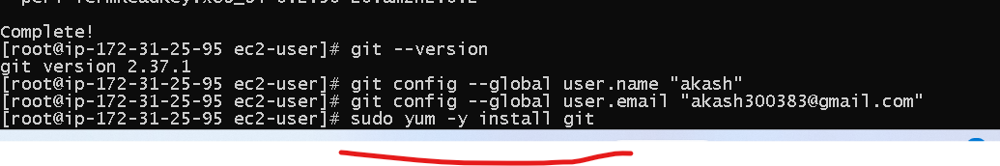 Complete!
[root@ip-172-31-25-95 ec2-user]# git --version
git version 2.37.1
[root@ip-172-31-25-95 ec2-user]# git config --global user.name "akash"
[root@ip-172-31-25-95 ec2-user]# git config --global user.email "akash300383@gmail.com"
[root@ip-172-31-25-95 ec2-user]# sudo yum -y install git